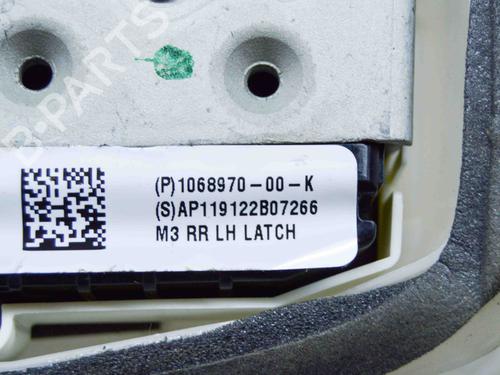 B-PARTS
(P)1068970-00-K
(S)AP119122B07266
M3 RR LH LATCH